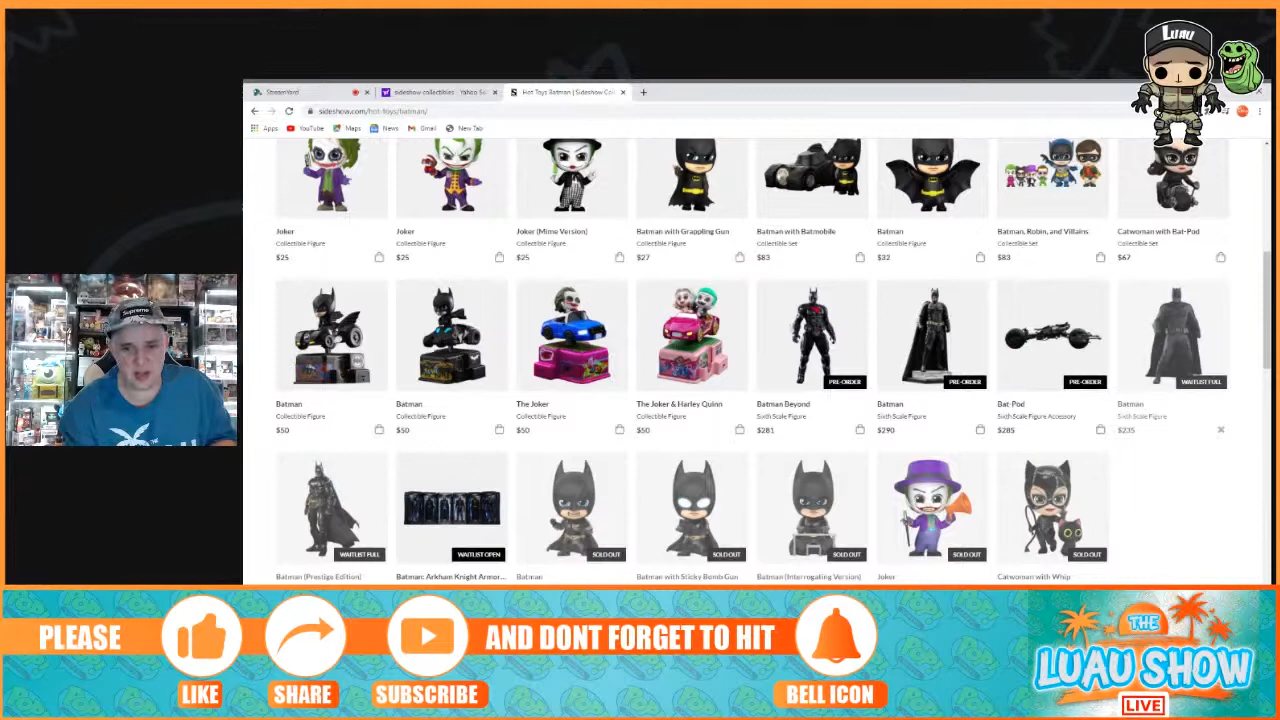 LUAU
StreamYard
sideshow collectibles - Yahoo S
Hot Toys Batman | Sideshow Col
sideshow.com/hot-toys/batman/
Apps YouTube Maps News Gmail New Tab
Joker
Collectible Figure
$25
Joker
Collectible Figure
$25
Joker (Mime Version)
Collectible Figure
$25
Batman with Grappling Gun
Collectible Figure
$27
Batman with Batmobile
Collectible Set
$83
Batman
Collectible Figure
$32
Batman, Robin, and Villains
Collectible Set
$83
Catwoman with Bat-Pod
Collectible Set
$67
Batman
Collectible Figure
$50
Batman
Collectible Figure
$50
The Joker
Collectible Figure
$50
The Joker & Harley Quinn
Collectible Figure
$50
PRE-ORDER
Batman Beyond
Sixth Scale Figure
$281
PRE-ORDER
Batman
Sixth Scale Figure
$290
PRE-ORDER
Bat-Pod
Sixth Scale Figure Accessory
$285
WAITLIST FULL
Batman
Sixth Scale Figure
$235
WAITLIST FULL
Batman (Prestige Edition)
WAITLIST OPEN
Batman: Arkham Knight Armor...
SOLD OUT
Batman
SOLD OUT
Batman with Sticky Bomb Gun
SOLD OUT
Batman (Interrogating Version)
SOLD OUT
Joker
SOLD OUT
Catwoman with Whip
Supreme
PLEASE
LIKE
SHARE
SUBSCRIBE
AND DONT FORGET TO HIT
BELL ICON
THE
LUAU SHOW
LIVE